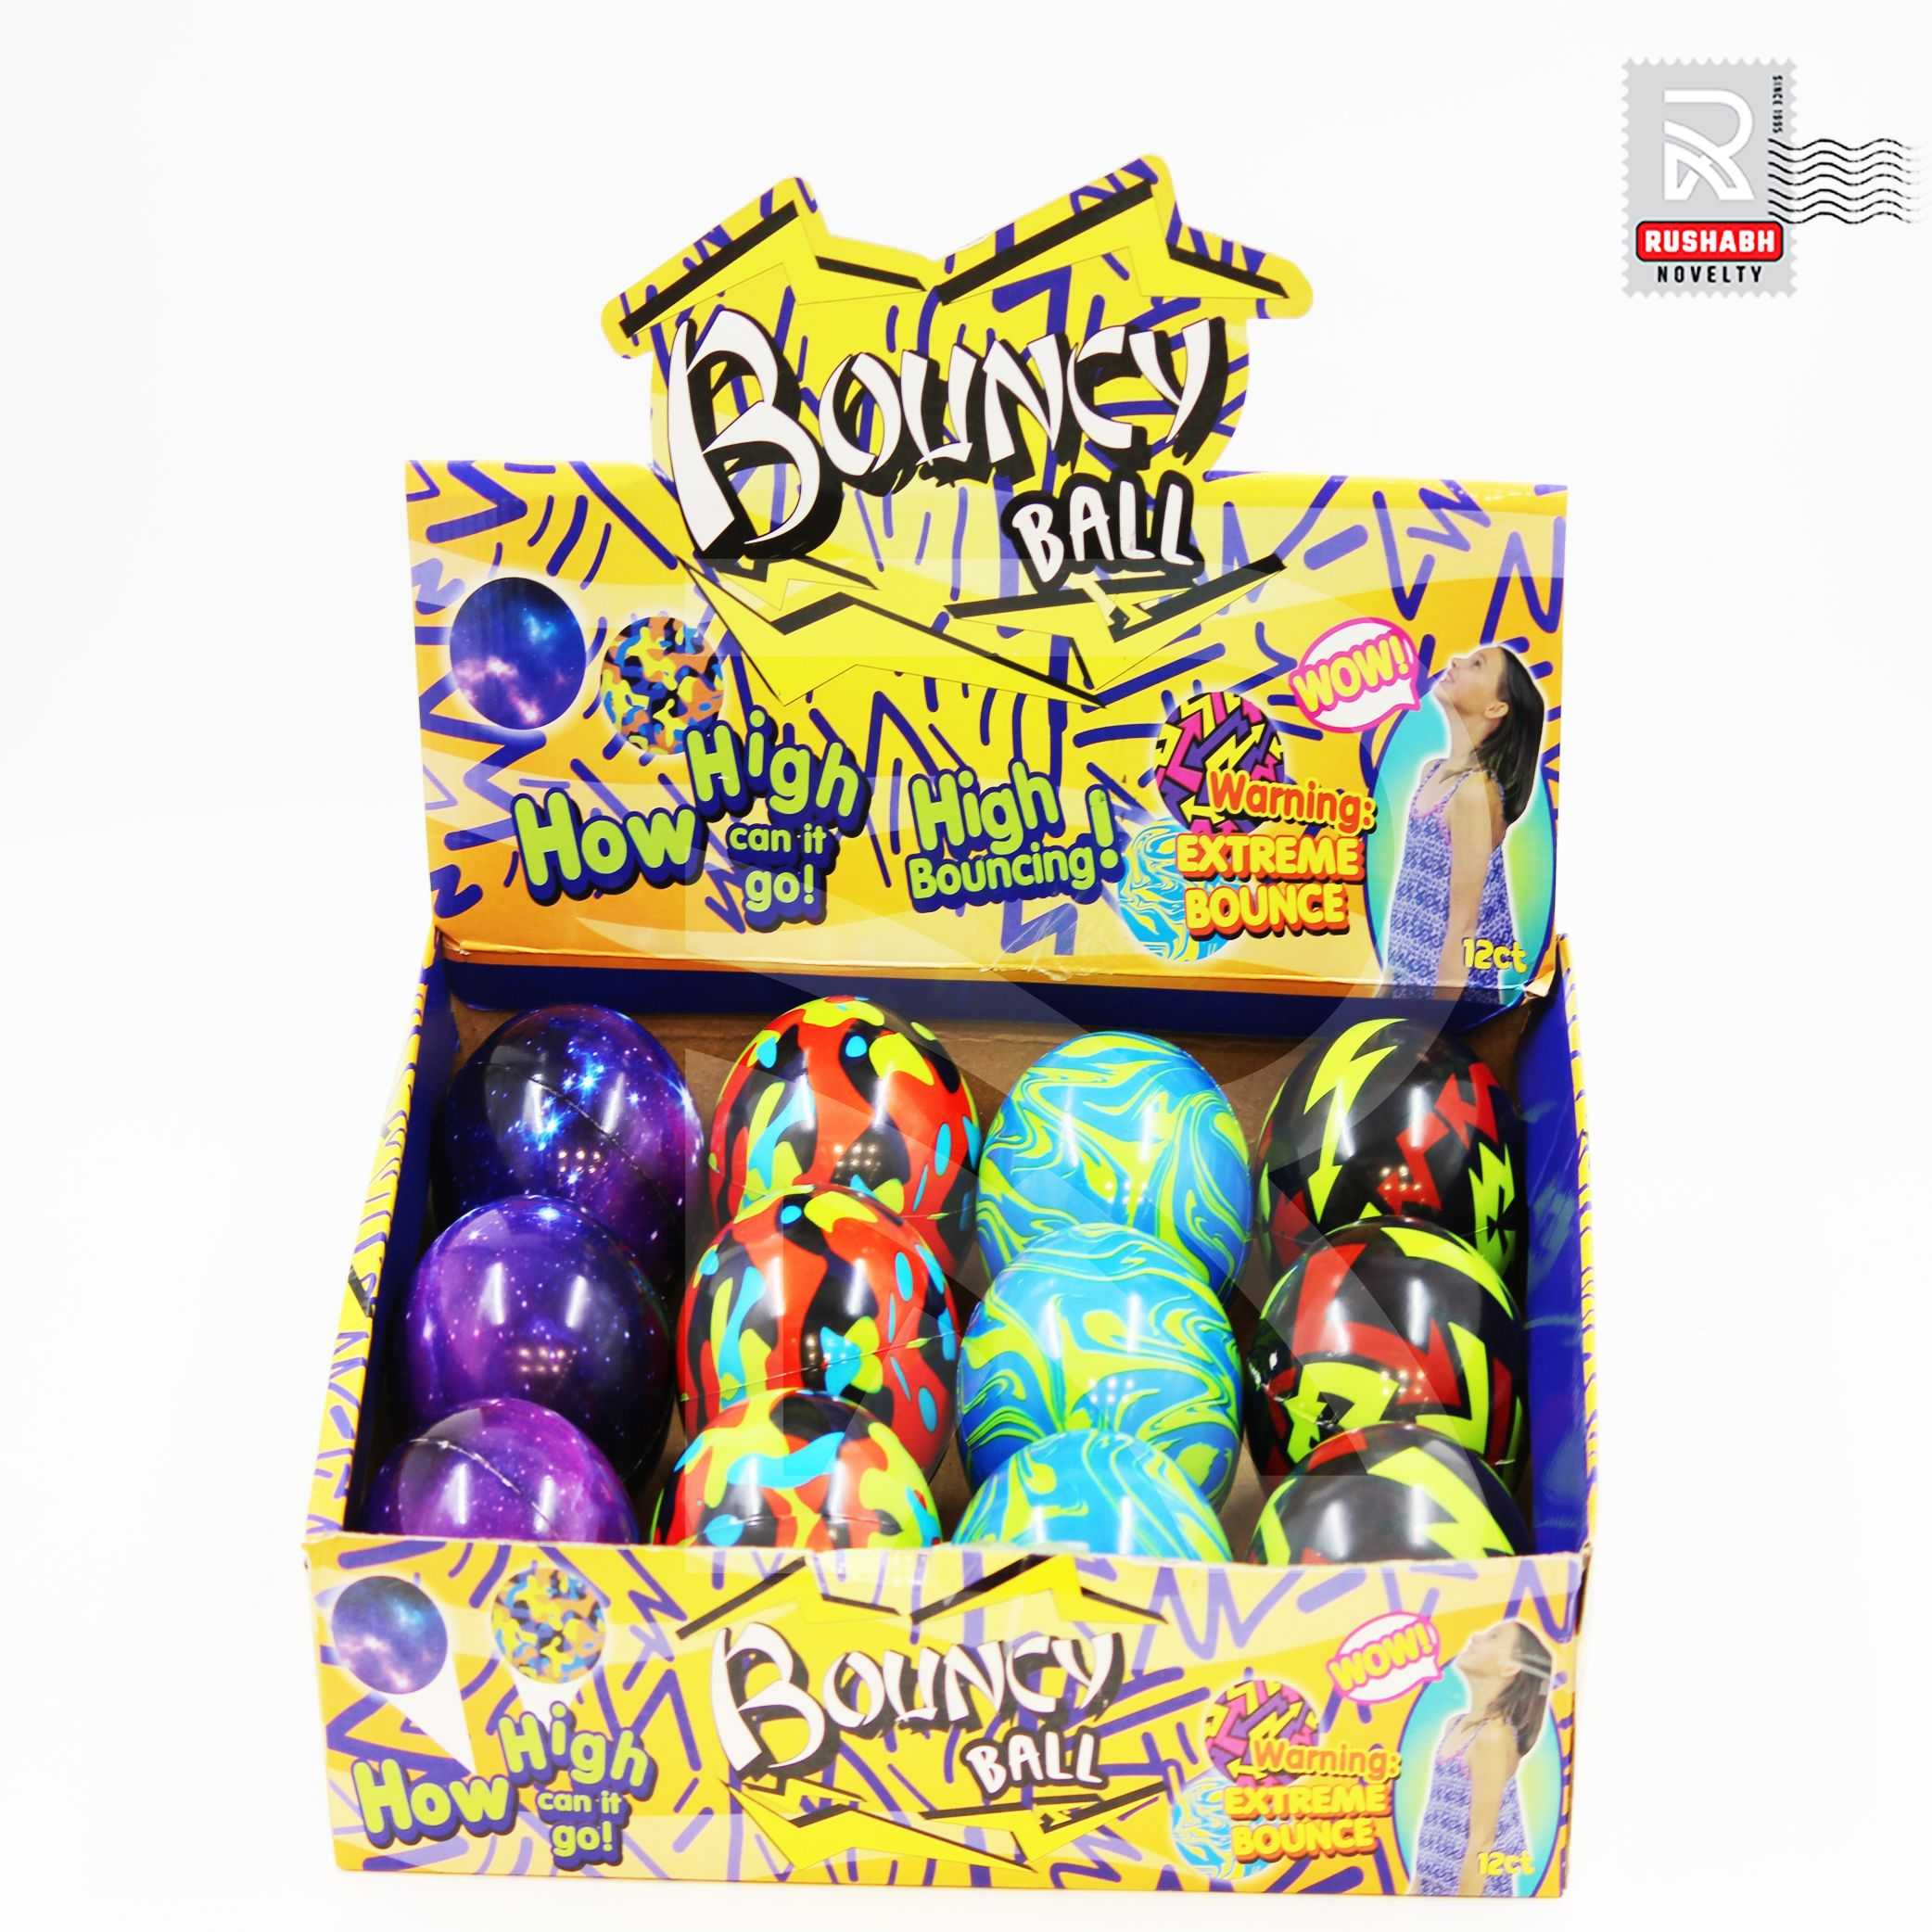 SINCE 1995
R
RUSHABH
NOVELTY
BOUNCY
BALL
WOW!
How High
can it
go!
High
Bouncing!
Warning:
EXTREME
BOUNCE
12ct
BOUNCY
BALL
WOW!
How High
can it
go!
Warning:
EXTREME
BOUNCE
12ct